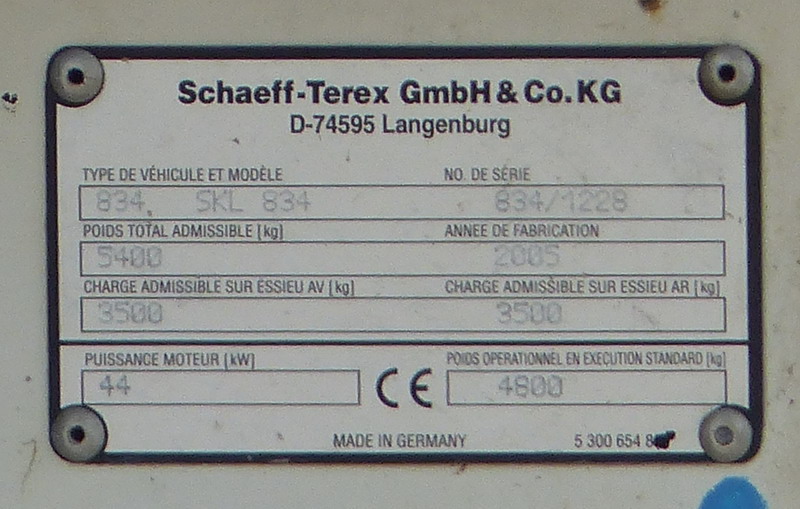 Schaeff-Terex GmbH & Co. KG
D-74595 Langenburg
TYPE DE VÉHICULE ET MODÈLE NO. DE SÉRIE
834. SKL 834 834/1228
POIDS TOTAL ADMISSIBLE [kg] ANNEE DE FABRICATION
5400 2005
CHARGE ADMISSIBLE SUR ESSIEU AV [kg] CHARGE ADMISSIBLE SUR ESSIEU AR [kg]
3500 3500
PUISSANCE MOTEUR [kW] POIDS OPERATIONNEL EN EXECUTION STANDARD [kg]
44 CE 4800
MADE IN GERMANY 5 300 654